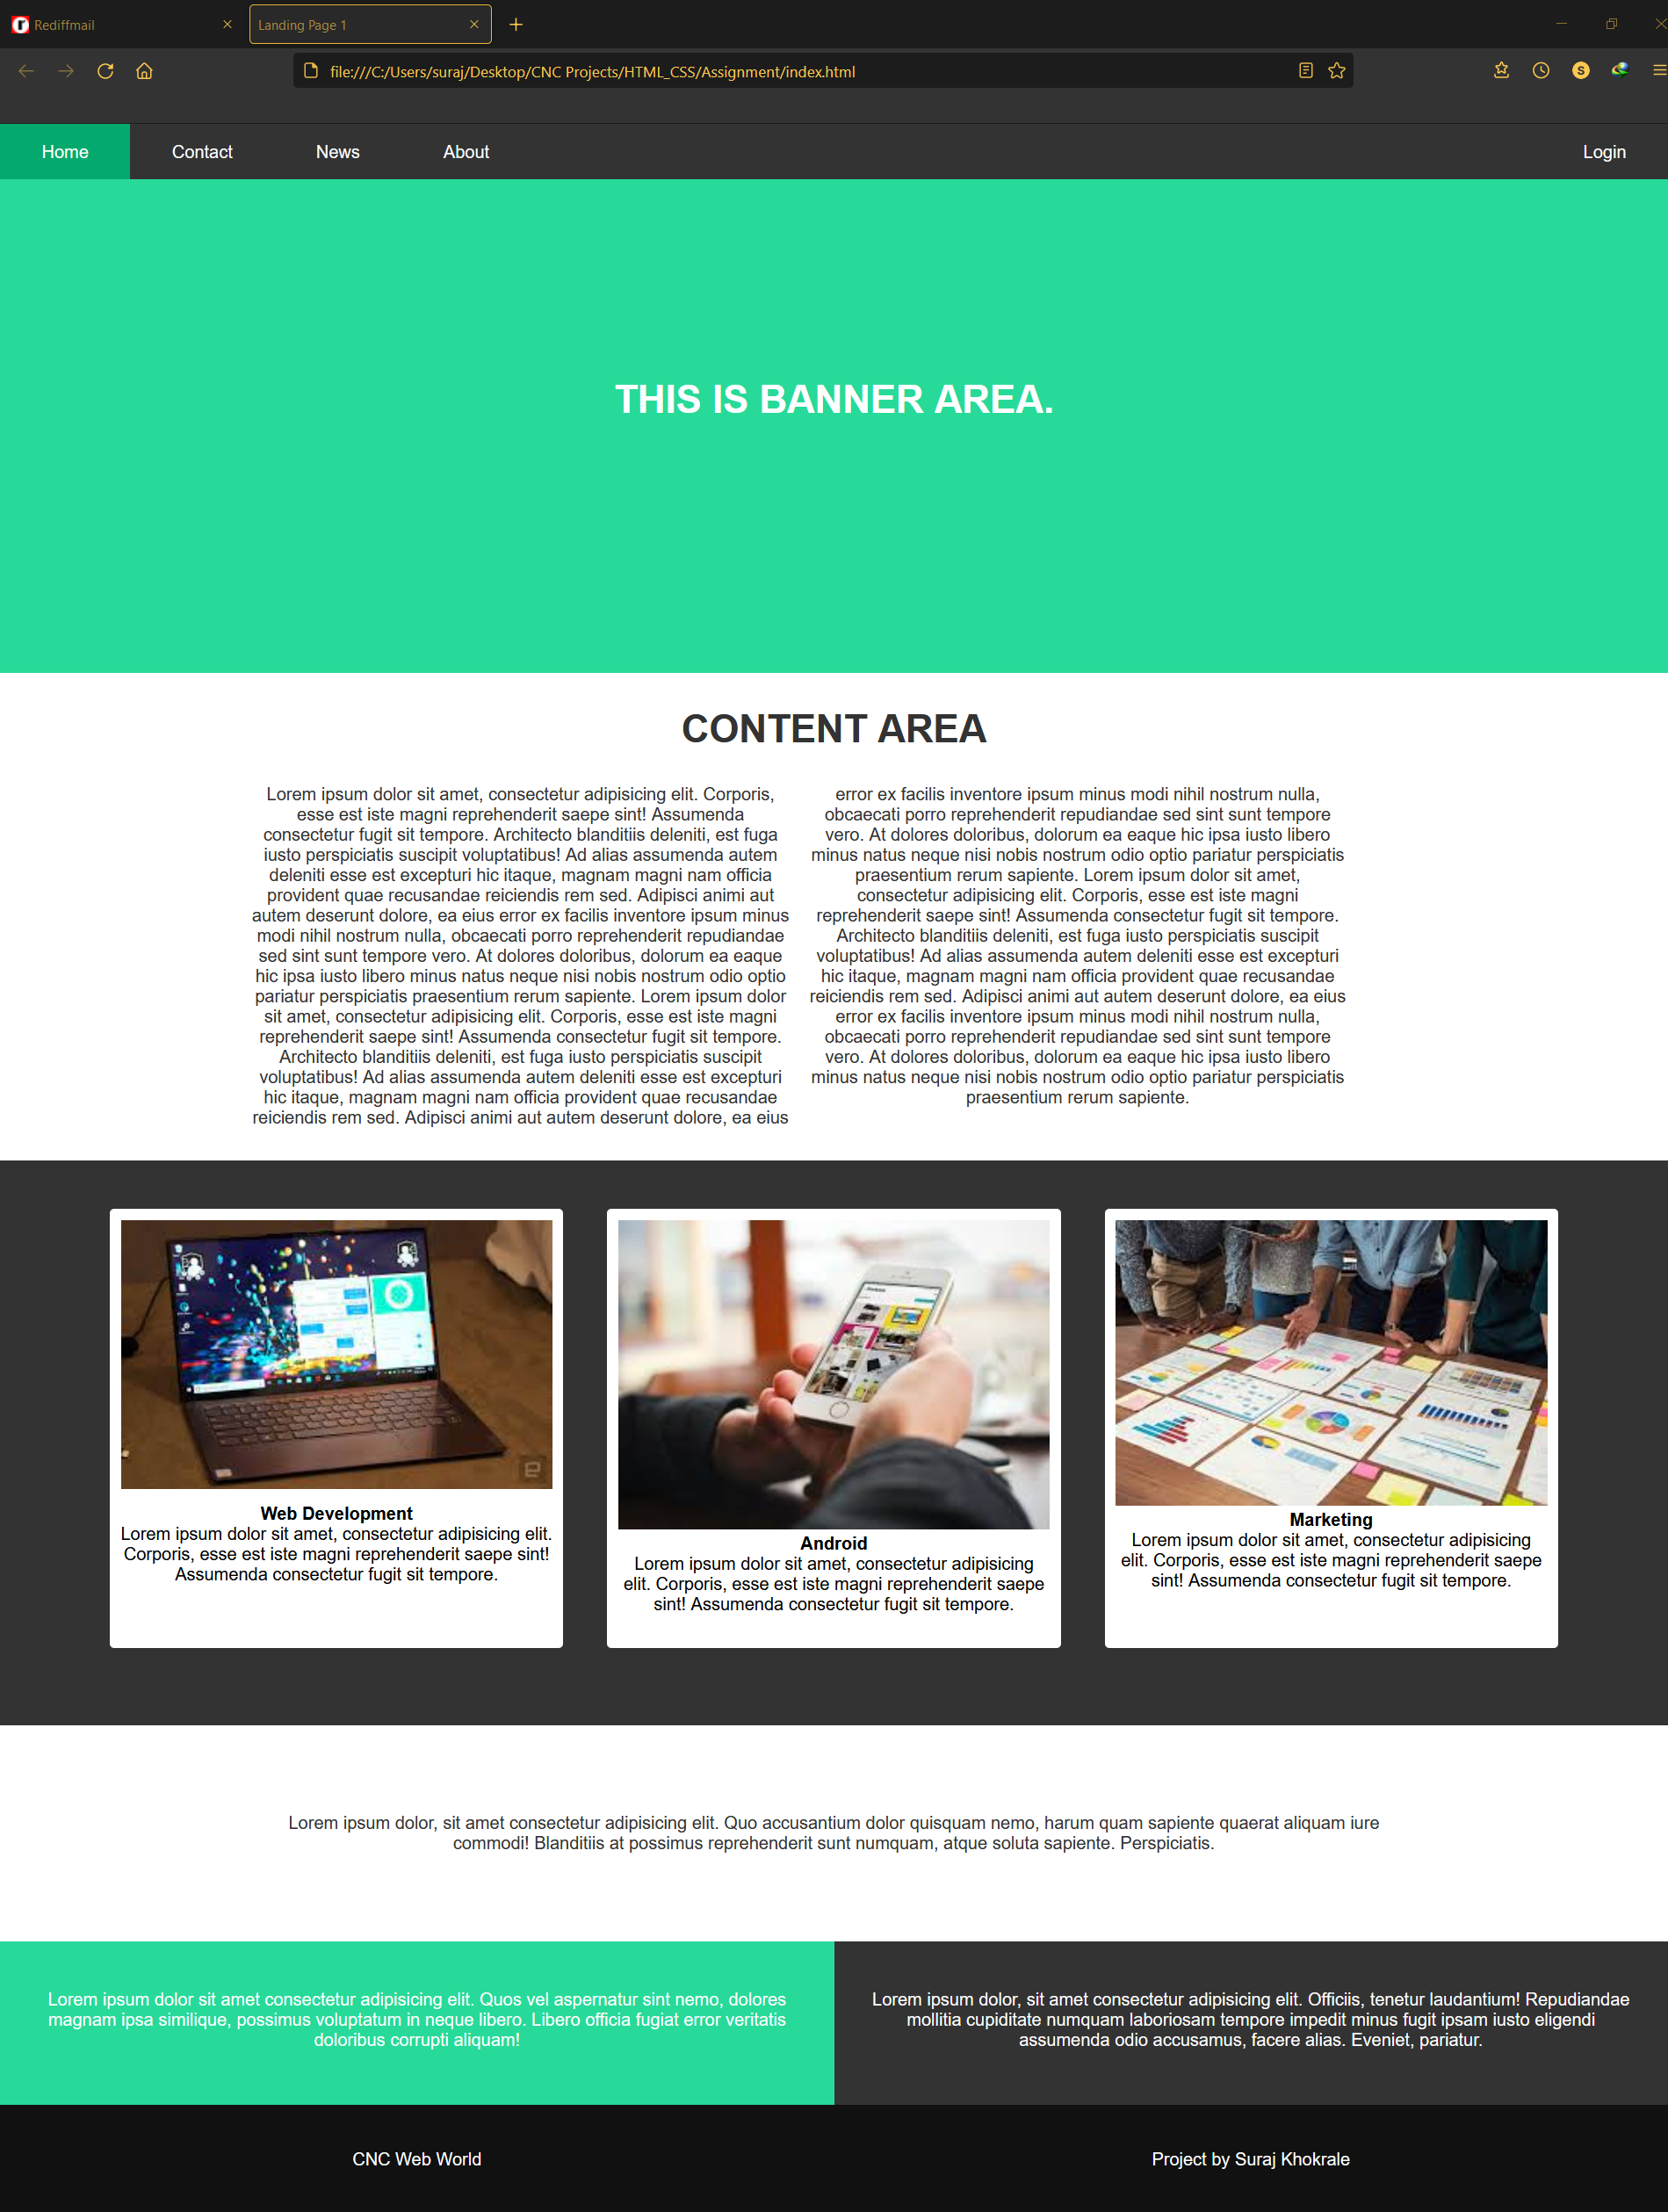 Rediffmail
Landing Page 1
file:///C:/Users/suraj/Desktop/CNC Projects/HTML_CSS/Assignment/index.html
S
Home
Contact
News
About
Login
THIS IS BANNER AREA.
CONTENT AREA
Lorem ipsum dolor sit amet, consectetur adipisicing elit. Corporis,
esse est iste magni reprehenderit saepe sint! Assumenda
consectetur fugit sit tempore. Architecto blanditiis deleniti, est fuga
iusto perspiciatis suscipit voluptatibus! Ad alias assumenda autem
deleniti esse est excepturi hic itaque, magnam magni nam officia
provident quae recusandae reiciendis rem sed. Adipisci animi aut
autem deserunt dolore, ea eius error ex facilis inventore ipsum minus
modi nihil nostrum nulla, obcaecati porro reprehenderit repudiandae
sed sint sunt tempore vero. At dolores doloribus, dolorum ea eaque
hic ipsa iusto libero minus natus neque nisi nobis nostrum odio optio
pariatur perspiciatis praesentium rerum sapiente. Lorem ipsum dolor
sit amet, consectetur adipisicing elit. Corporis, esse est iste magni
reprehenderit saepe sint! Assumenda consectetur fugit sit tempore.
Architecto blanditiis deleniti, est fuga iusto perspiciatis suscipit
voluptatibus! Ad alias assumenda autem deleniti esse est excepturi
hic itaque, magnam magni nam officia provident quae recusandae
reiciendis rem sed. Adipisci animi aut autem deserunt dolore, ea eius
error ex facilis inventore ipsum minus modi nihil nostrum nulla,
obcaecati porro reprehenderit repudiandae sed sint sunt tempore
vero. At dolores doloribus, dolorum ea eaque hic ipsa iusto libero
minus natus neque nisi nobis nostrum odio optio pariatur perspiciatis
praesentium rerum sapiente. Lorem ipsum dolor sit amet,
consectetur adipisicing elit. Corporis, esse est iste magni
reprehenderit saepe sint! Assumenda consectetur fugit sit tempore.
Architecto blanditiis deleniti, est fuga iusto perspiciatis suscipit
voluptatibus! Ad alias assumenda autem deleniti esse est excepturi
hic itaque, magnam magni nam officia provident quae recusandae
reiciendis rem sed. Adipisci animi aut autem deserunt dolore, ea eius
error ex facilis inventore ipsum minus modi nihil nostrum nulla,
obcaecati porro reprehenderit repudiandae sed sint sunt tempore
vero. At dolores doloribus, dolorum ea eaque hic ipsa iusto libero
minus natus neque nisi nobis nostrum odio optio pariatur perspiciatis
praesentium rerum sapiente.
Web Development
Lorem ipsum dolor sit amet, consectetur adipisicing elit.
Corporis, esse est iste magni reprehenderit saepe sint!
Assumenda consectetur fugit sit tempore.
Android
Lorem ipsum dolor sit amet, consectetur adipisicing
elit. Corporis, esse est iste magni reprehenderit saepe
sint! Assumenda consectetur fugit sit tempore.
Marketing
Lorem ipsum dolor sit amet, consectetur adipisicing
elit. Corporis, esse est iste magni reprehenderit saepe
sint! Assumenda consectetur fugit sit tempore.
Lorem ipsum dolor, sit amet consectetur adipisicing elit. Quo accusantium dolor quisquam nemo, harum quam sapiente quaerat aliquam iure
commodi! Blanditiis at possimus reprehenderit sunt numquam, atque soluta sapiente. Perspiciatis.
Lorem ipsum dolor sit amet consectetur adipisicing elit. Quos vel aspernatur sint nemo, dolores
magnam ipsa similique, possimus voluptatum in neque libero. Libero officia fugiat error veritatis
doloribus corrupti aliquam!
Lorem ipsum dolor, sit amet consectetur adipisicing elit. Officiis, tenetur laudantium! Repudiandae
mollitia cupiditate numquam laboriosam tempore impedit minus fugit ipsam iusto eligendi
assumenda odio accusamus, facere alias. Eveniet, pariatur.
CNC Web World
Project by Suraj Khokrale